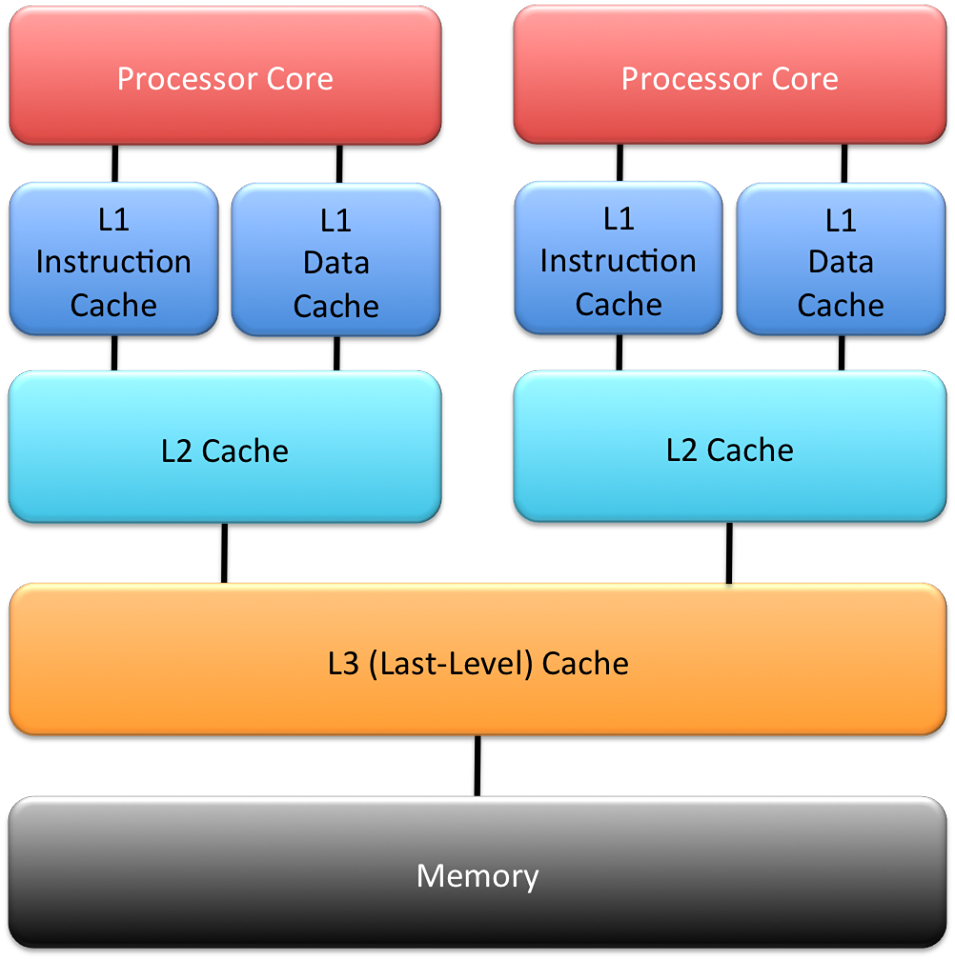 Processor Core
Processor Core
L1
Instruction
Cache
L1
Data
Cache
L1
Instruction
Cache
L1
Data
Cache
L2 Cache
L2 Cache
L3 (Last-Level) Cache
Memory